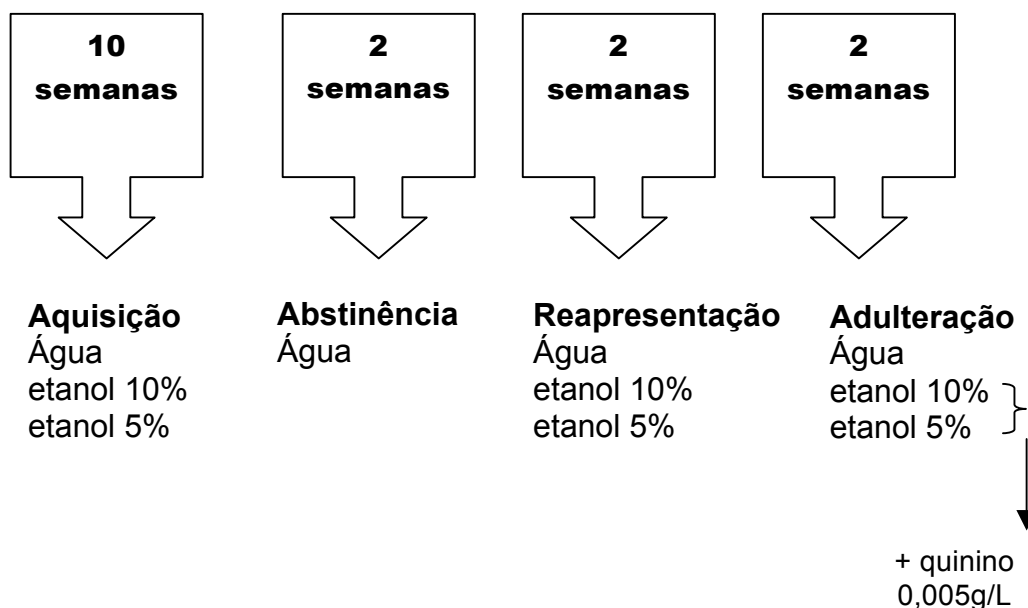 10
semanas
2
semanas
2
semanas
2
semanas
Aquisição
Água
etanol 10%
etanol 5%
Abstinência
Água
Reapresentação
Água
etanol 10%
etanol 5%
Adulteração
Água
etanol 10%
etanol 5%
+ quinino
0,005g/L